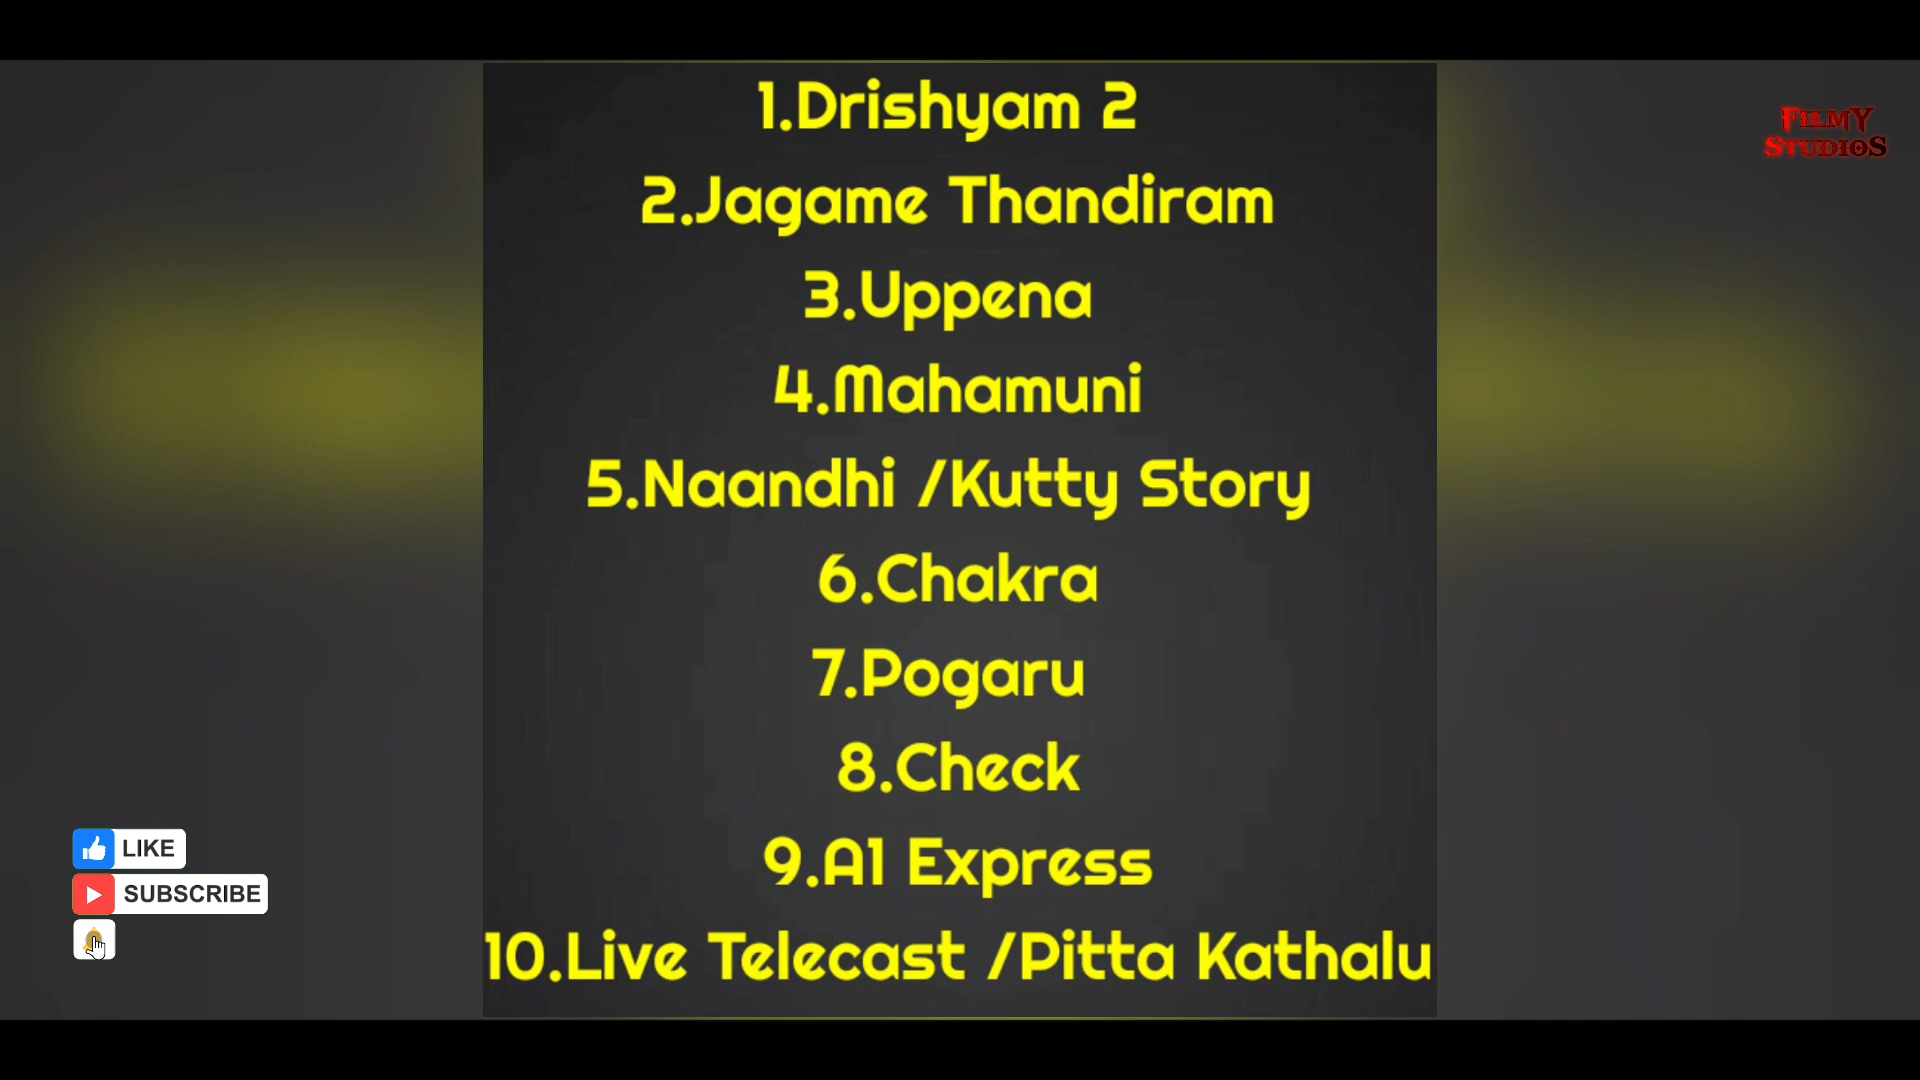 1.Drishyam 2
FILMY
STUDIOS
2.Jagame Thandiram
3.Uppena
4.Mahamuni
5.Naandhi /Kutty Story
6.Chakra
7.Pogaru
8.Check
9.A1 Express
10.Live Telecast /Pitta Kathalu
LIKE
SUBSCRIBE